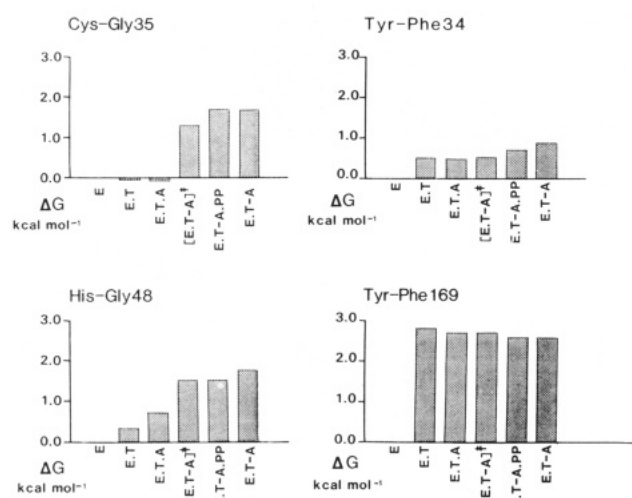 Cys-Gly35
3.0
2.0
1.0
0.0
ΔG
kcal mol⁻¹
E
E.T
E.T.A
[E.T-A]‡
E.T-A.PP
E.T-A
Tyr-Phe34
3.0
2.0
1.0
0.0
ΔG
kcal mol⁻¹
E
E.T
E.T.A
[E.T-A]‡
E.T-A.PP
E.T-A
His-Gly48
3.0
2.0
1.0
0.0
ΔG
kcal mol⁻¹
E
E.T
E.T.A
E.T-A]‡
.T-A.PP
E.T-A
Tyr-Phe169
3.0
2.0
1.0
0.0
ΔG
kcal mol⁻¹
E
E.T
E.T.A
E.T-A]‡
E.T-A.PP
E.T-A